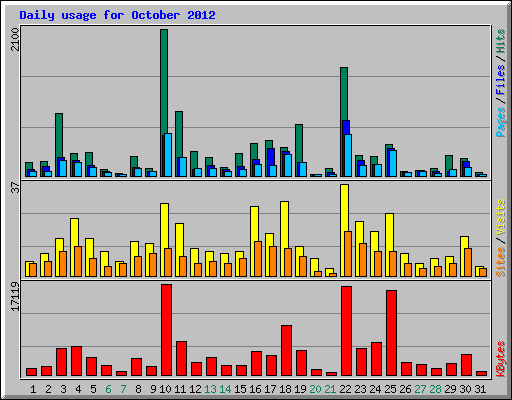 Daily usage for October 2012
2100
Pages / Files / Hits
37
Sites / Visits
17119
KBytes
1 2 3 4 5 6 7 8 9 10 11 12 13 14 15 16 17 18 19 20 21 22 23 24 25 26 27 28 29 30 31